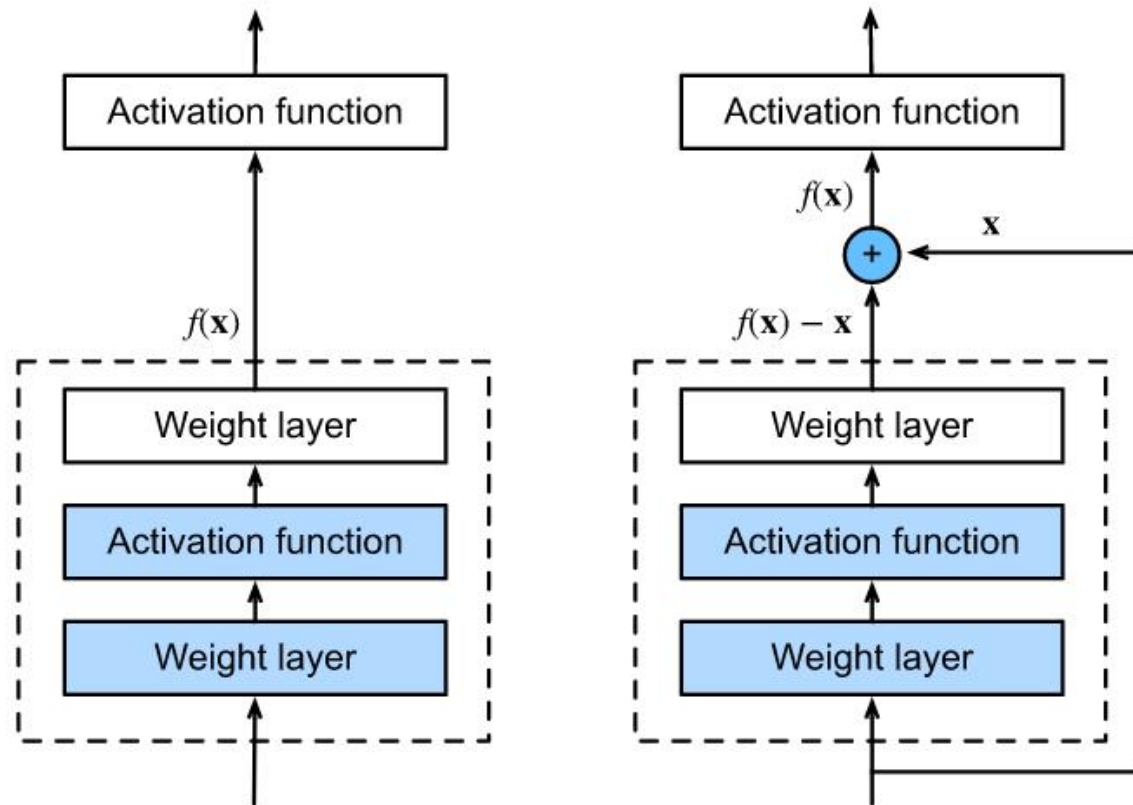 Activation function
f(x)
Weight layer
Activation function
Weight layer
Activation function
f(x)
x
+
f(x) − x
Weight layer
Activation function
Weight layer